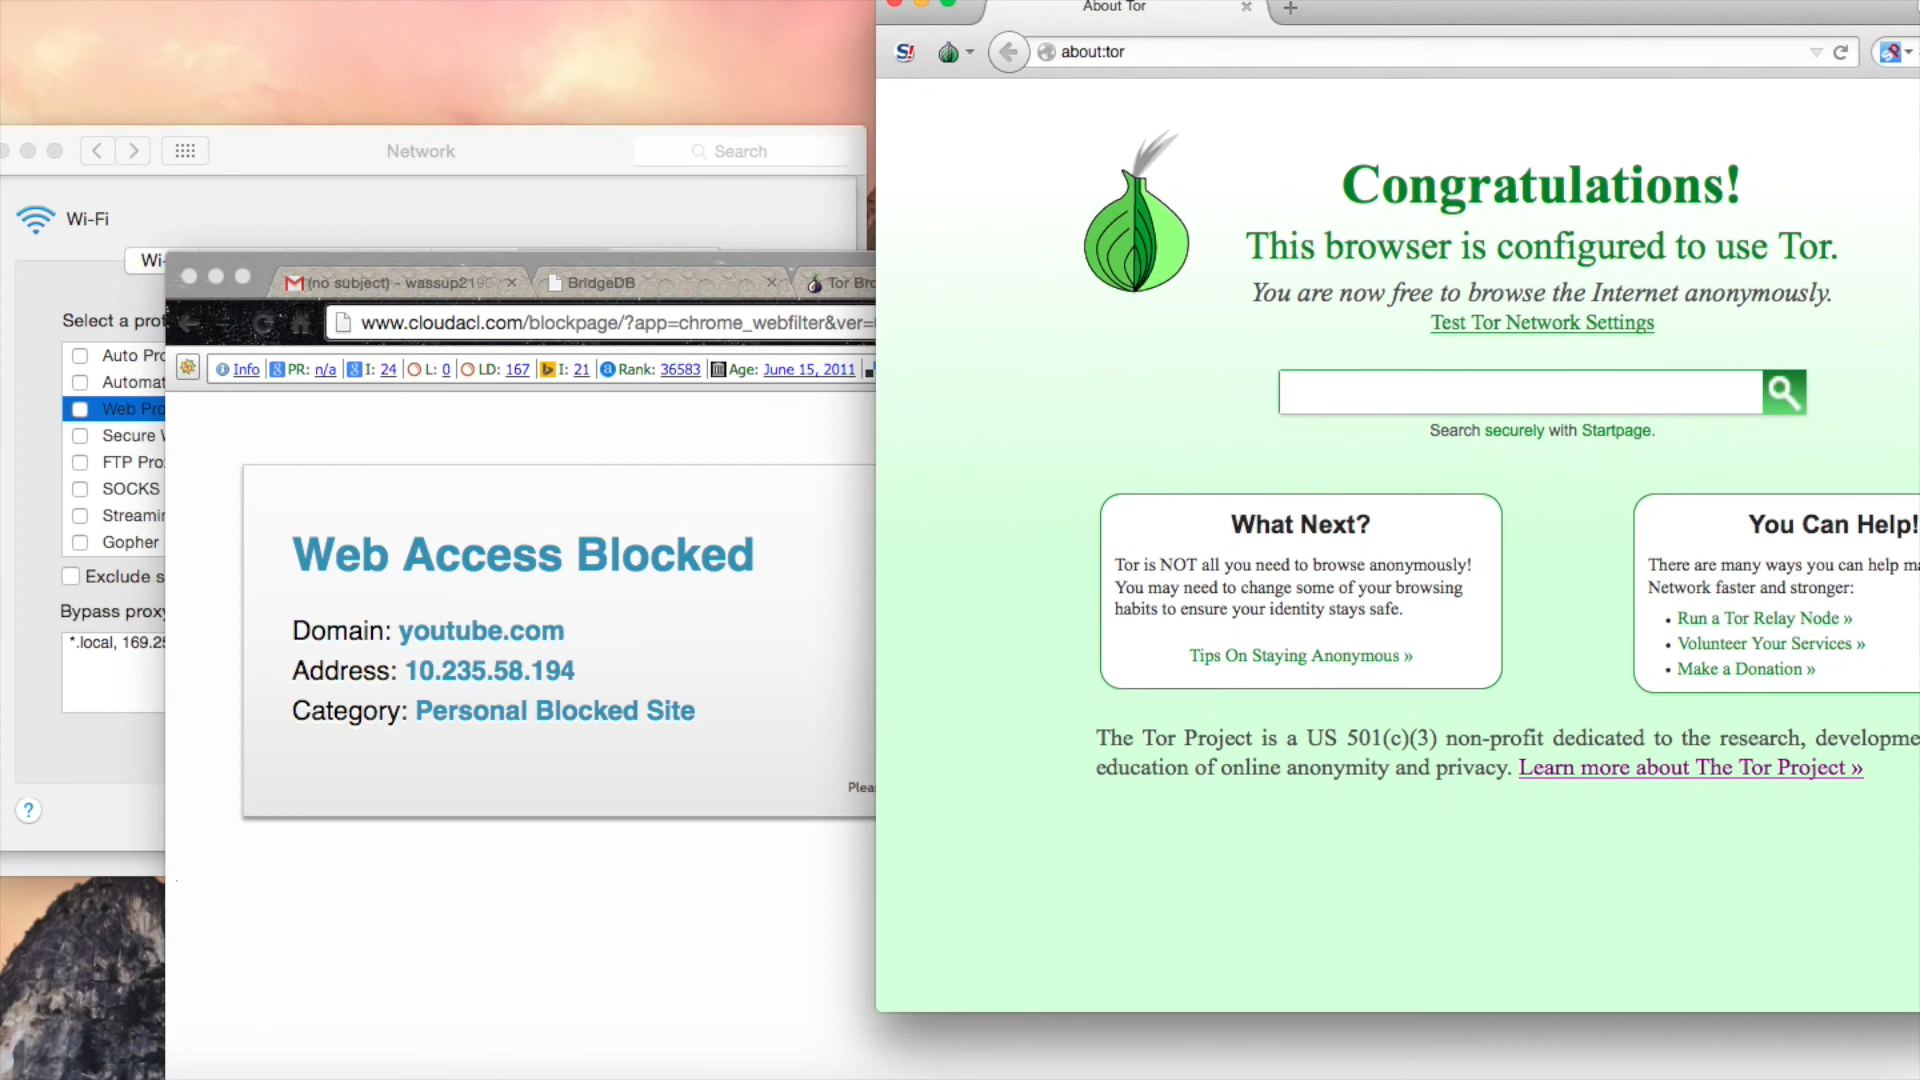 Network
Search
Wi-Fi
Wi-
Select a prot
Auto Pro
Automat
Web Pro
Secure W
FTP Pro
SOCKS
Streamin
Gopher
Exclude s
Bypass proxy
*.local, 169.25
?
(no subject) - wassup2190
BridgeDB
Tor Bro
www.cloudacl.com/blockpage/?app=chrome_webfilter&ver=
Info PR: n/a I: 24 L: 0 LD: 167 I: 21 Rank: 36583 Age: June 15, 2011
Web Access Blocked
Domain: youtube.com
Address: 10.235.58.194
Category: Personal Blocked Site
Plea
About Tor
S!
about:tor
Congratulations!
This browser is configured to use Tor.
You are now free to browse the Internet anonymously.
Test Tor Network Settings
Search securely with Startpage.
What Next?
Tor is NOT all you need to browse anonymously!
You may need to change some of your browsing
habits to ensure your identity stays safe.
Tips On Staying Anonymous »
You Can Help!
There are many ways you can help ma
Network faster and stronger:
• Run a Tor Relay Node »
• Volunteer Your Services »
• Make a Donation »
The Tor Project is a US 501(c)(3) non-profit dedicated to the research, developme
education of online anonymity and privacy. Learn more about The Tor Project »